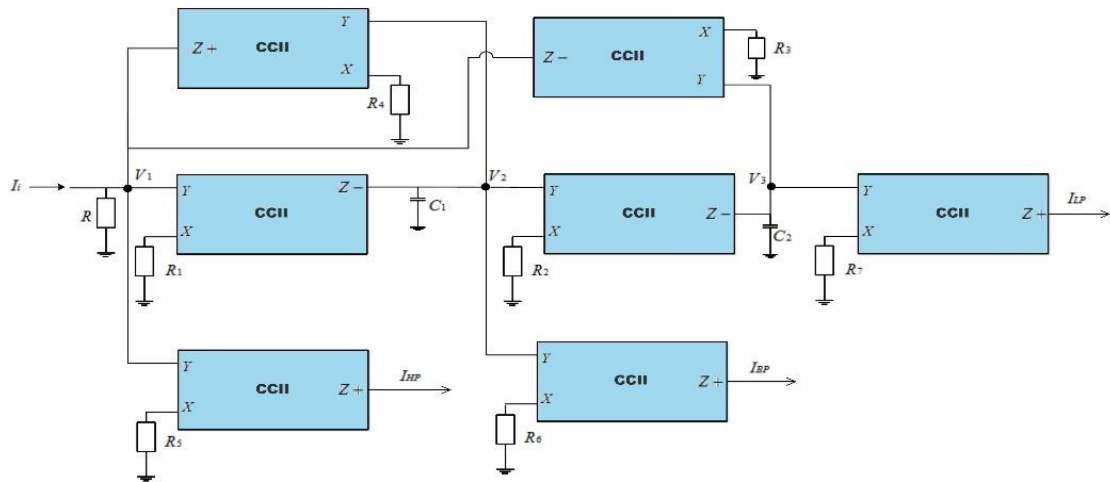 Y
Z +
CCII
X
R4
X
R3
CCII
Z −
Y
Ii
V1
R
Y
Z −
CCII
X
R1
C1
V2
Y
CCII
Z −
X
R2
V3
C2
Y
CCII
Z +
X
R7
ILP
Y
CCII
Z +
X
R5
IHP
Y
CCII
Z +
X
R6
IBP